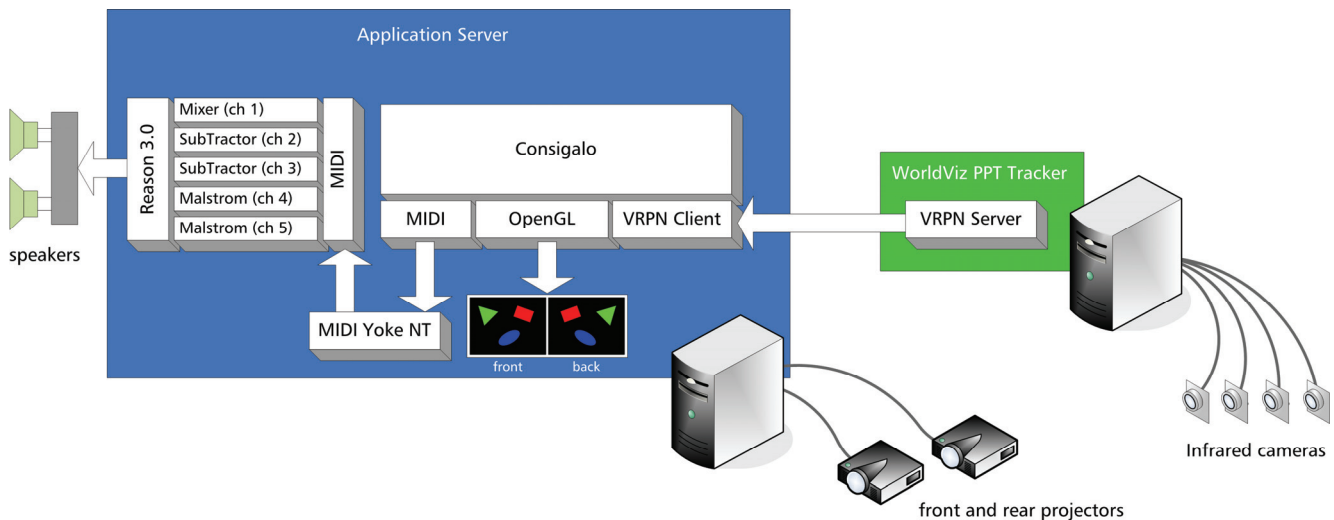 Application Server
speakers
Reason 3.0
Mixer (ch 1)
SubTractor (ch 2)
SubTractor (ch 3)
Malstrom (ch 4)
Malstrom (ch 5)
MIDI
Consigalo
MIDI
OpenGL
VRPN Client
MIDI Yoke NT
front
back
WorldViz PPT Tracker
VRPN Server
Infrared cameras
front and rear projectors